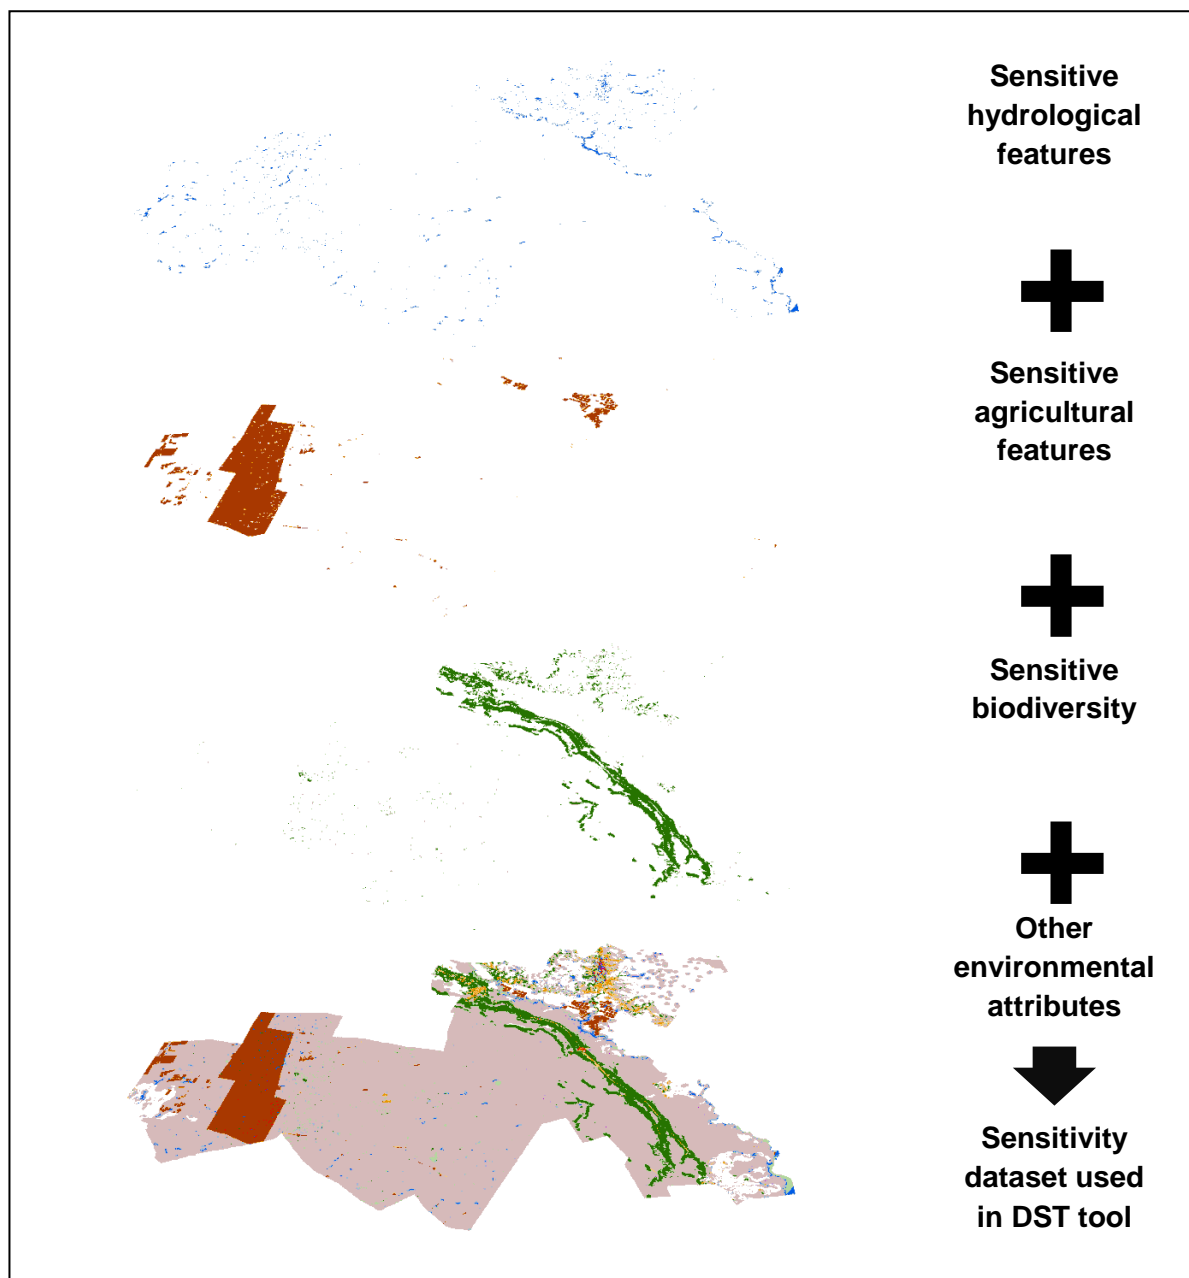 Sensitive
hydrological
features
Sensitive
agricultural
features
Sensitive
biodiversity
Other
environmental
attributes
Sensitivity
dataset used
in DST tool